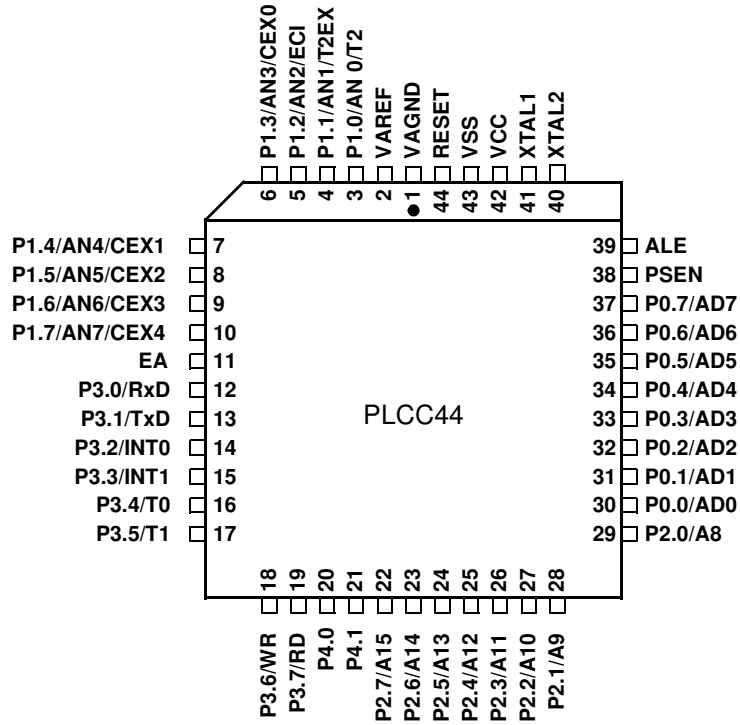 P1.3/AN3/CEX0
P1.2/AN2/ECI
P1.1/AN1/T2EX
P1.0/AN 0/T2
VAREF
VAGND
RESET
VSS
VCC
XTAL1
XTAL2
6 5 4 3 2 1 44 43 42 41 40
P1.4/AN4/CEX1 7
P1.5/AN5/CEX2 8
P1.6/AN6/CEX3 9
P1.7/AN7/CEX4 10
EA 11
P3.0/RxD 12
P3.1/TxD 13
P3.2/INT0 14
P3.3/INT1 15
P3.4/T0 16
P3.5/T1 17
PLCC44
39 ALE
38 PSEN
37 P0.7/AD7
36 P0.6/AD6
35 P0.5/AD5
34 P0.4/AD4
33 P0.3/AD3
32 P0.2/AD2
31 P0.1/AD1
30 P0.0/AD0
29 P2.0/A8
18 19 20 21 22 23 24 25 26 27 28
P3.6/WR
P3.7/RD
P4.0
P4.1
P2.7/A15
P2.6/A14
P2.5/A13
P2.4/A12
P2.3/A11
P2.2/A10
P2.1/A9